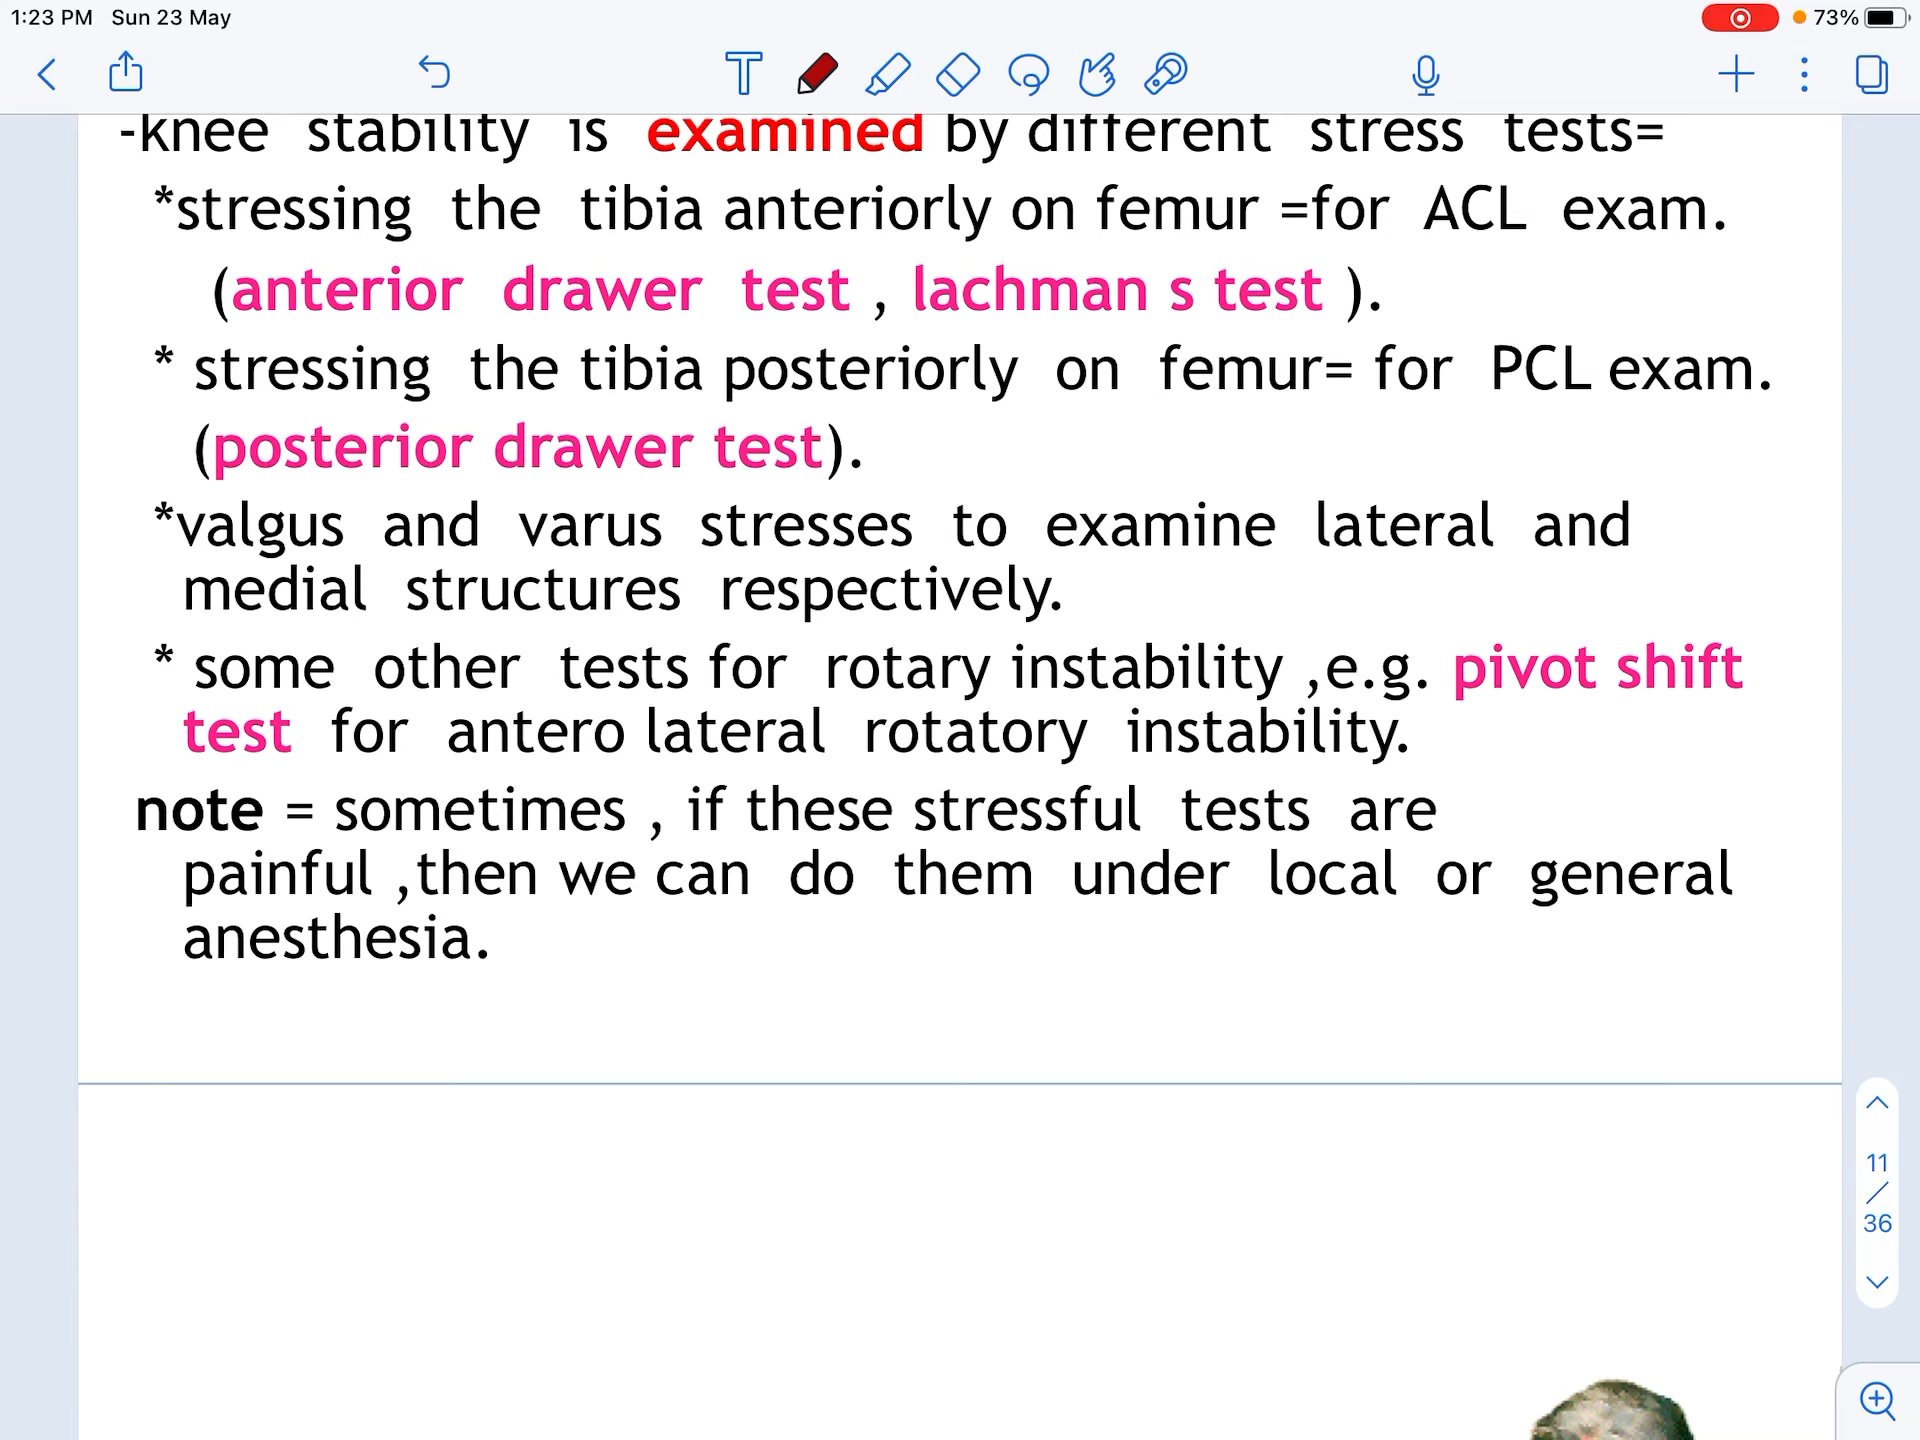 1:23 PM Sun 23 May
73%
-knee stability is examined by different stress tests=
*stressing the tibia anteriorly on femur =for ACL exam.
(anterior drawer test , lachman s test ).
* stressing the tibia posteriorly on femur= for PCL exam.
(posterior drawer test).
*valgus and varus stresses to examine lateral and
medial structures respectively.
* some other tests for rotary instability ,e.g. pivot shift
test for antero lateral rotatory instability.
note = sometimes , if these stressful tests are
painful ,then we can do them under local or general
anesthesia.
11
/
36